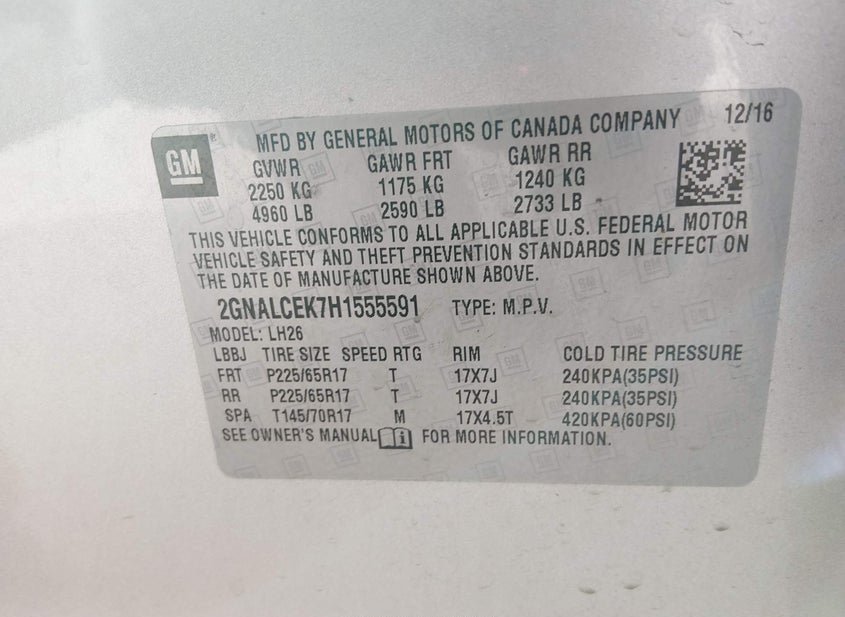 GM
MFD BY GENERAL MOTORS OF CANADA COMPANY 12/16
GVWR GAWR FRT GAWR RR
2250 KG 1175 KG 1240 KG
4960 LB 2590 LB 2733 LB
THIS VEHICLE CONFORMS TO ALL APPLICABLE U.S. FEDERAL MOTOR
VEHICLE SAFETY AND THEFT PREVENTION STANDARDS IN EFFECT ON
THE DATE OF MANUFACTURE SHOWN ABOVE.
2GNALCEK7H1555591 TYPE: M.P.V.
MODEL: LH26
LBBJ TIRE SIZE SPEED RTG RIM COLD TIRE PRESSURE
FRT P225/65R17 T 17X7J 240KPA(35PSI)
RR P225/65R17 T 17X7J 240KPA(35PSI)
SPA T145/70R17 M 17X4.5T 420KPA(60PSI)
SEE OWNER'S MANUAL i FOR MORE INFORMATION.